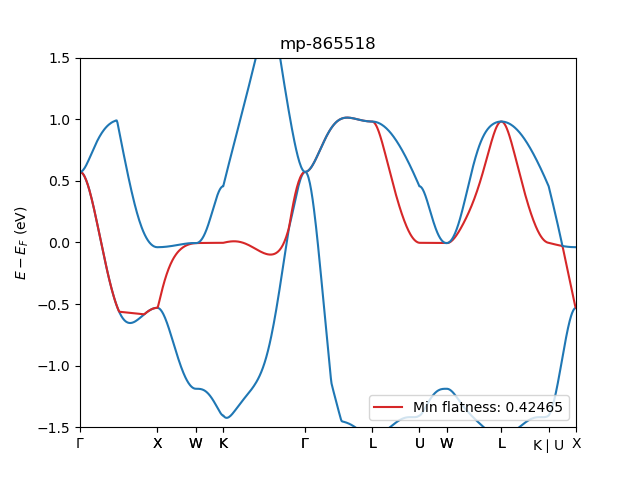 mp-865518
E − E_F (eV)
1.5
1.0
0.5
0.0
−0.5
−1.0
−1.5
Min flatness: 0.42465
Γ X W K Γ L U W L K | U X